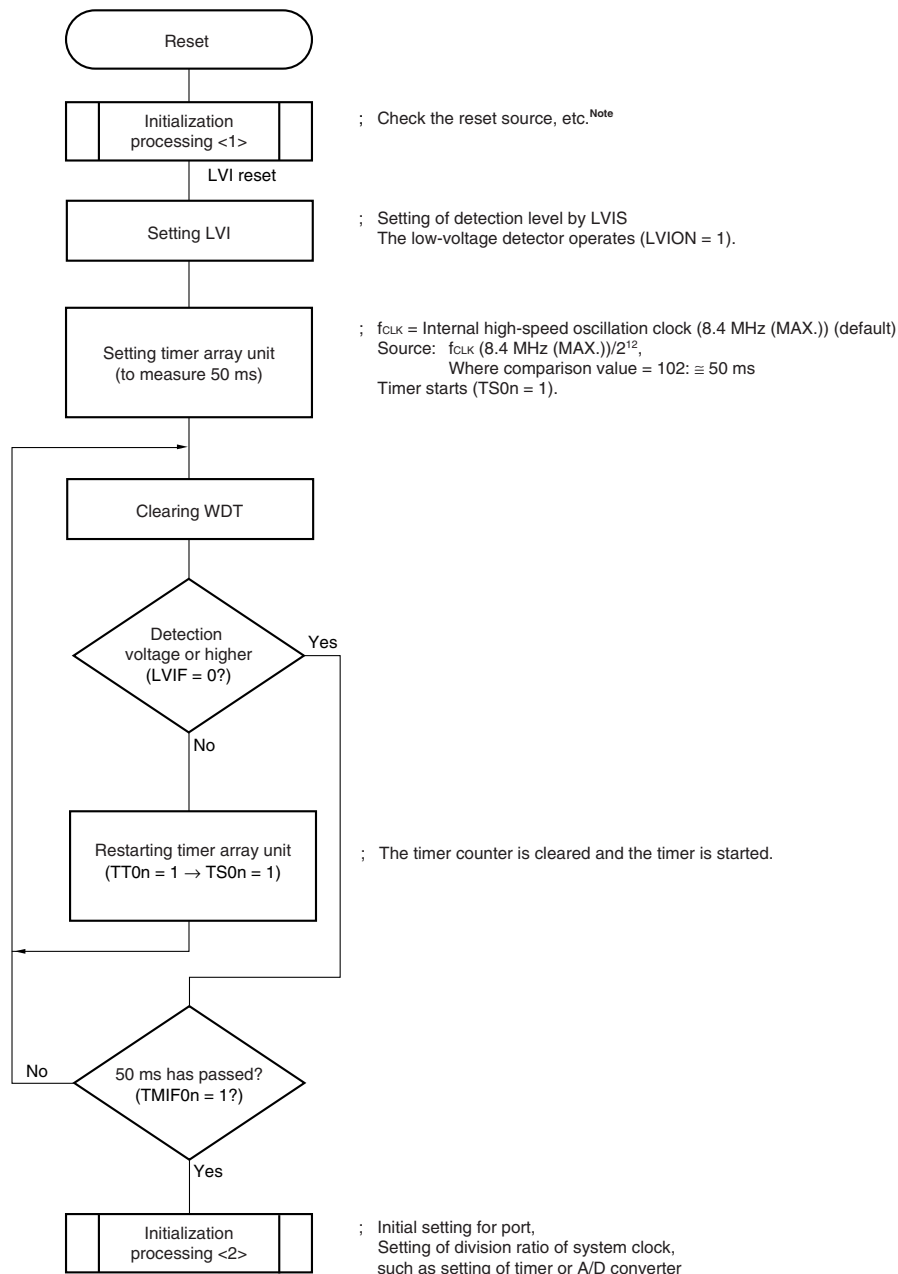 Reset
Initialization
processing <1>
; Check the reset source, etc.Note
LVI reset
Setting LVI
; Setting of detection level by LVIS
The low-voltage detector operates (LVION = 1).
Setting timer array unit
(to measure 50 ms)
; fCLK = Internal high-speed oscillation clock (8.4 MHz (MAX.)) (default)
Source: fCLK (8.4 MHz (MAX.))/2¹²,
Where comparison value = 102: ≅ 50 ms
Timer starts (TS0n = 1).
Clearing WDT
Detection
voltage or higher
(LVIF = 0?)
Yes
No
Restarting timer array unit
(TT0n = 1 → TS0n = 1)
; The timer counter is cleared and the timer is started.
No
50 ms has passed?
(TMIF0n = 1?)
Yes
Initialization
processing <2>
; Initial setting for port,
Setting of division ratio of system clock,
such as setting of timer or A/D converter